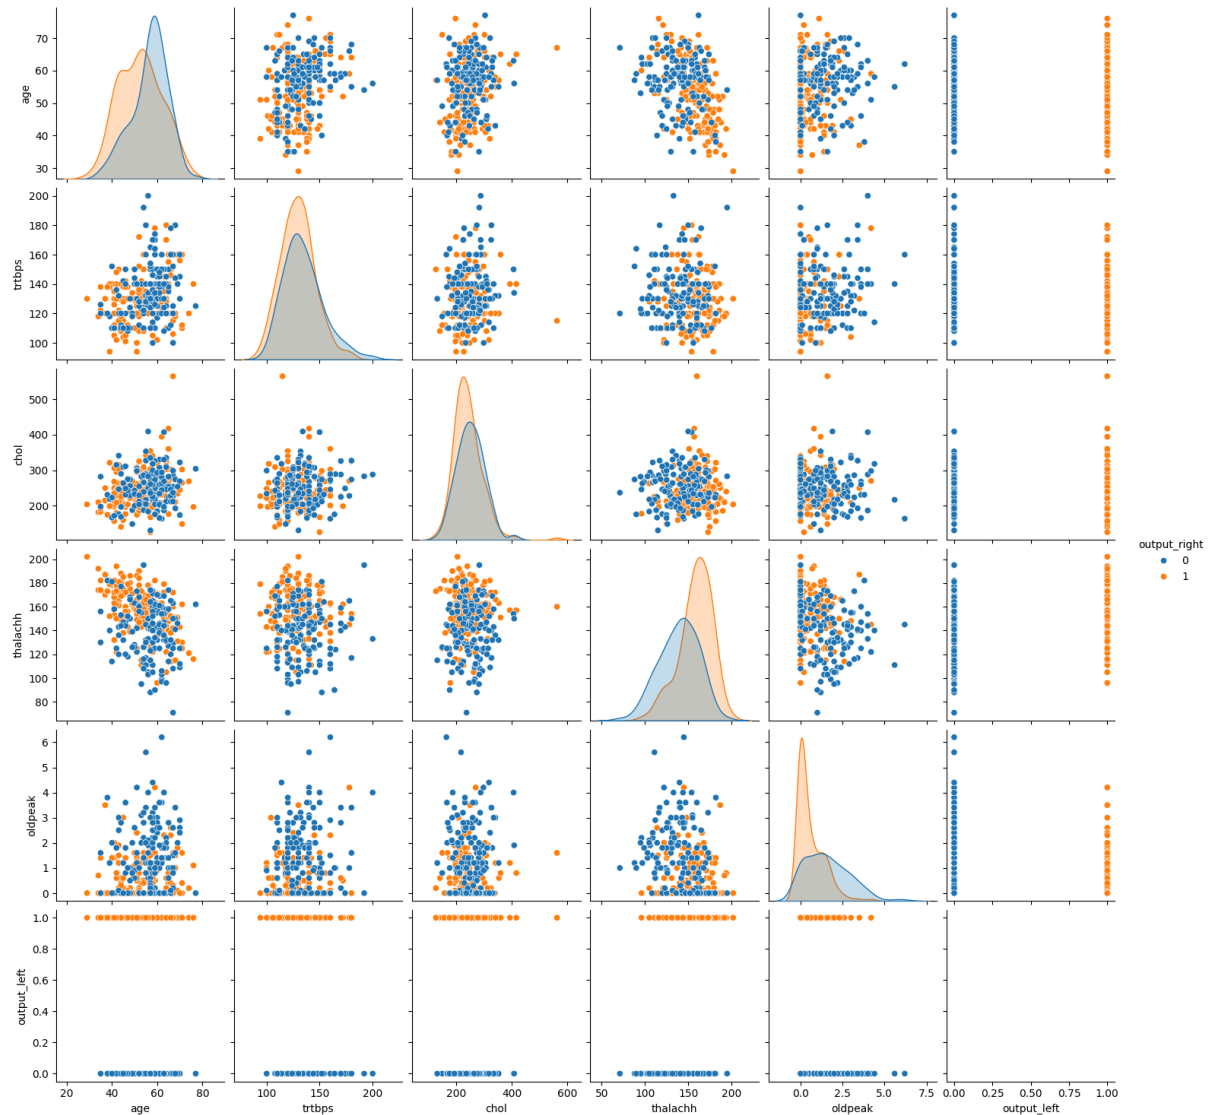 70
60
50
40
30
age
200
180
160
140
120
100
trtbps
500
400
300
200
chol
200
180
160
140
120
100
80
thalachh
output_right
0
1
6
5
4
3
2
1
0
oldpeak
1.0
0.8
0.6
0.4
0.2
0.0
output_left
20 40 60 80
100 150 200
200 400 600
50 100 150 200
0.0 2.5 5.0 7.5
0.00 0.25 0.50 0.75 1.00
age trtbps chol thalachh oldpeak output_left